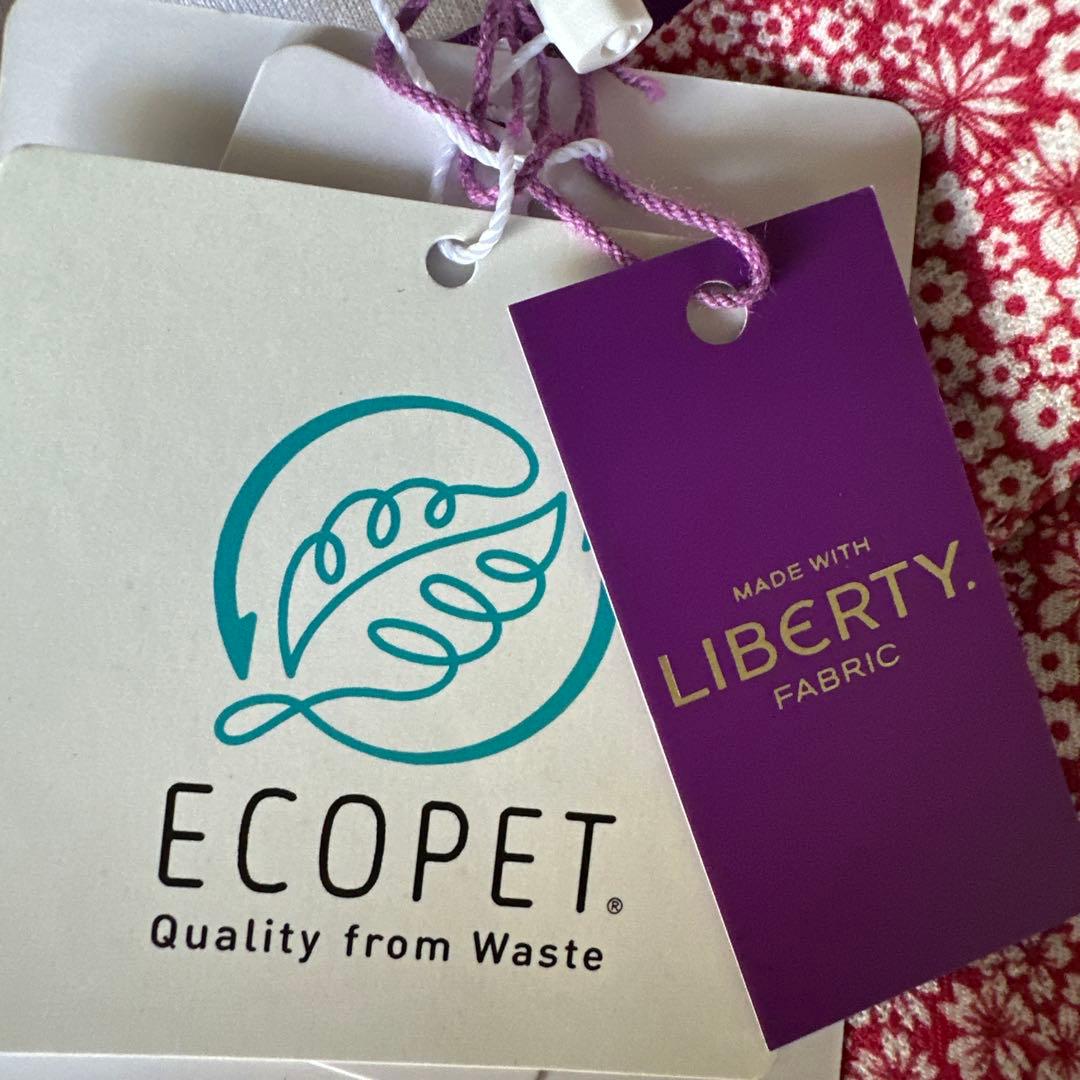 ECOPET®
Quality from Waste
MADE WITH
LIBERTY.
FABRIC